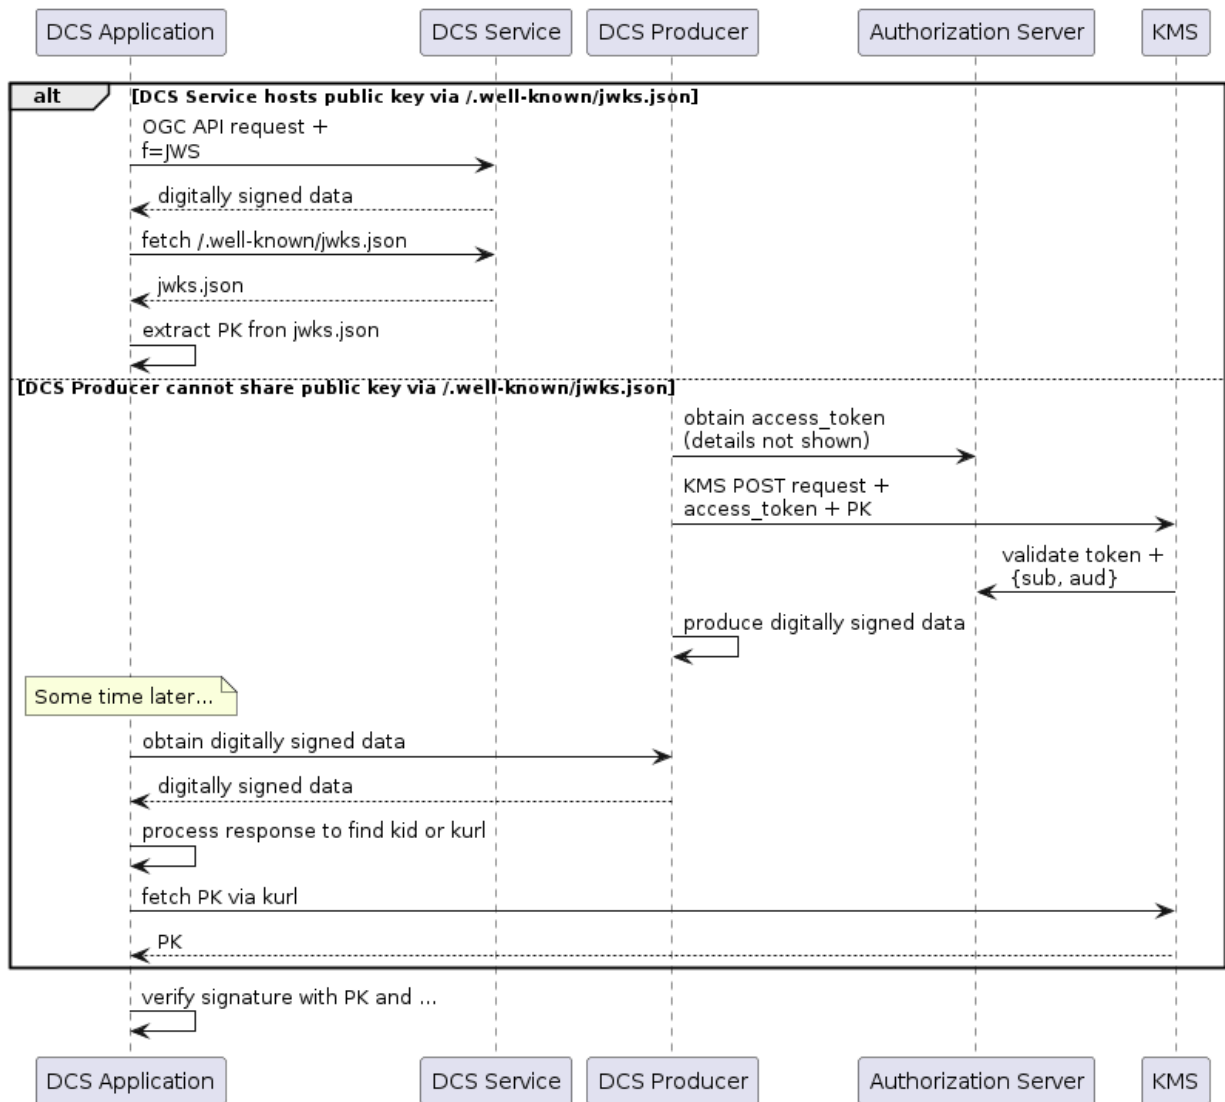 DCS Application
DCS Service
DCS Producer
Authorization Server
KMS
alt
[DCS Service hosts public key via /.well-known/jwks.json]
OGC API request +
f=JWS
digitally signed data
fetch /.well-known/jwks.json
jwks.json
extract PK fron jwks.json
[DCS Producer cannot share public key via /.well-known/jwks.json]
obtain access_token
(details not shown)
KMS POST request +
access_token + PK
validate token +
{sub, aud}
produce digitally signed data
Some time later...
obtain digitally signed data
digitally signed data
process response to find kid or kurl
fetch PK via kurl
PK
verify signature with PK and ...
DCS Application
DCS Service
DCS Producer
Authorization Server
KMS